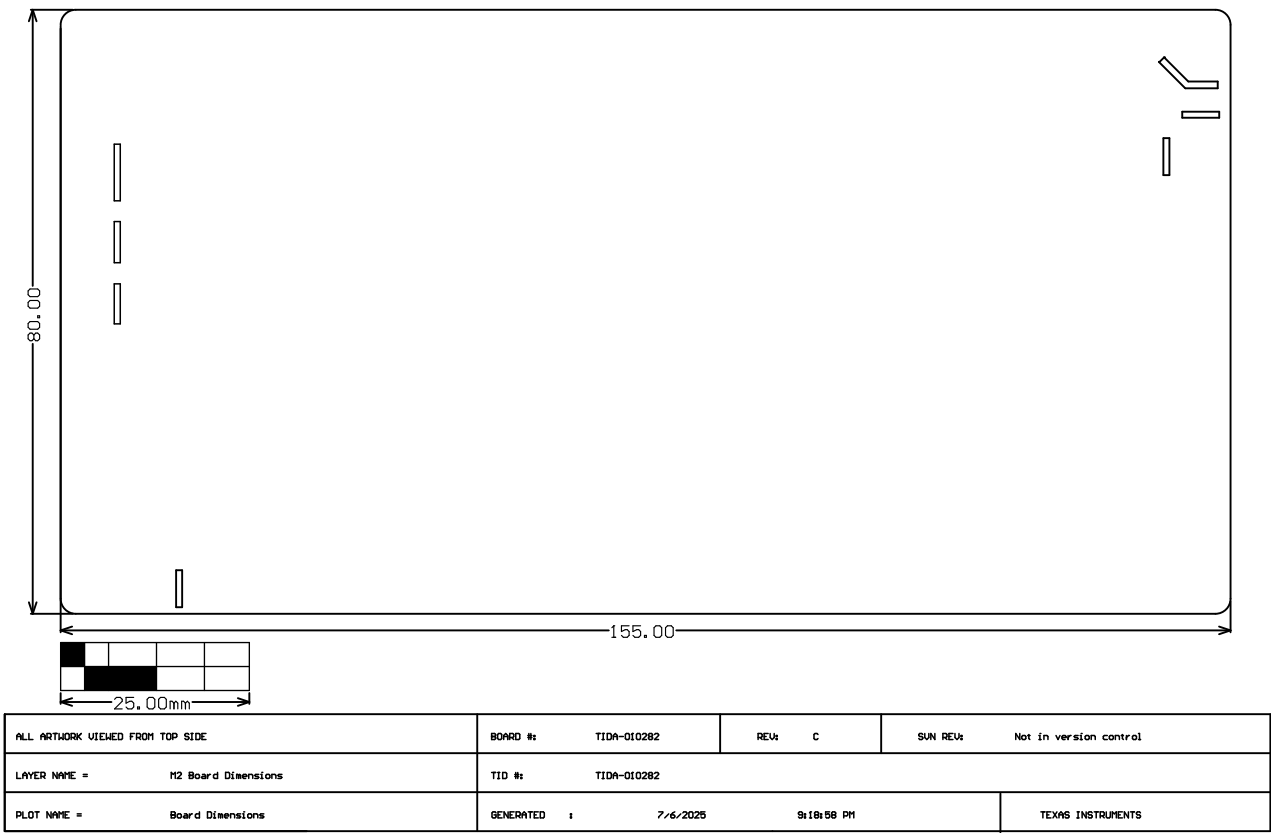 80.00
155.00
25.00mm
ALL ARTWORK VIEWED FROM TOP SIDE
BOARD #: TIDA-010282
REV: C
SVN REV: Not in version control
LAYER NAME = M2 Board Dimensions
TID #: TIDA-010282
PLOT NAME = Board Dimensions
GENERATED : 7/6/2025 9:18:58 PM
TEXAS INSTRUMENTS